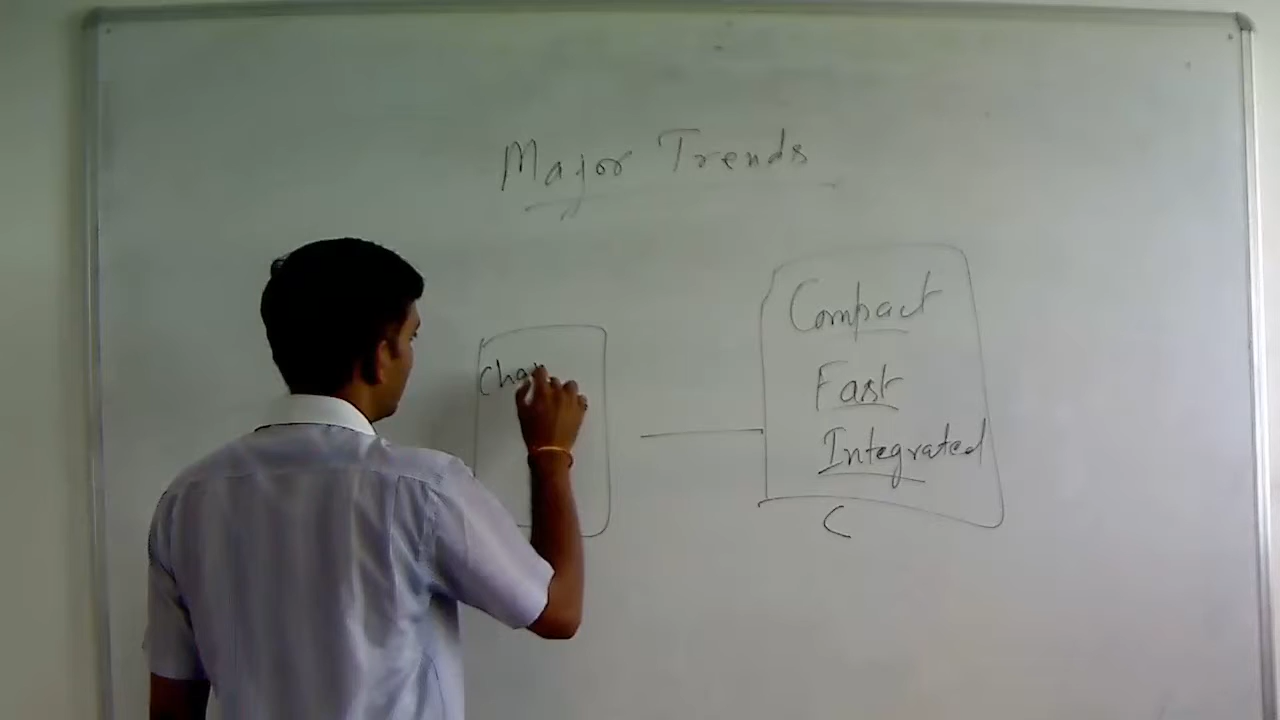 Major Trends
Compact
Fast
Integrated
C